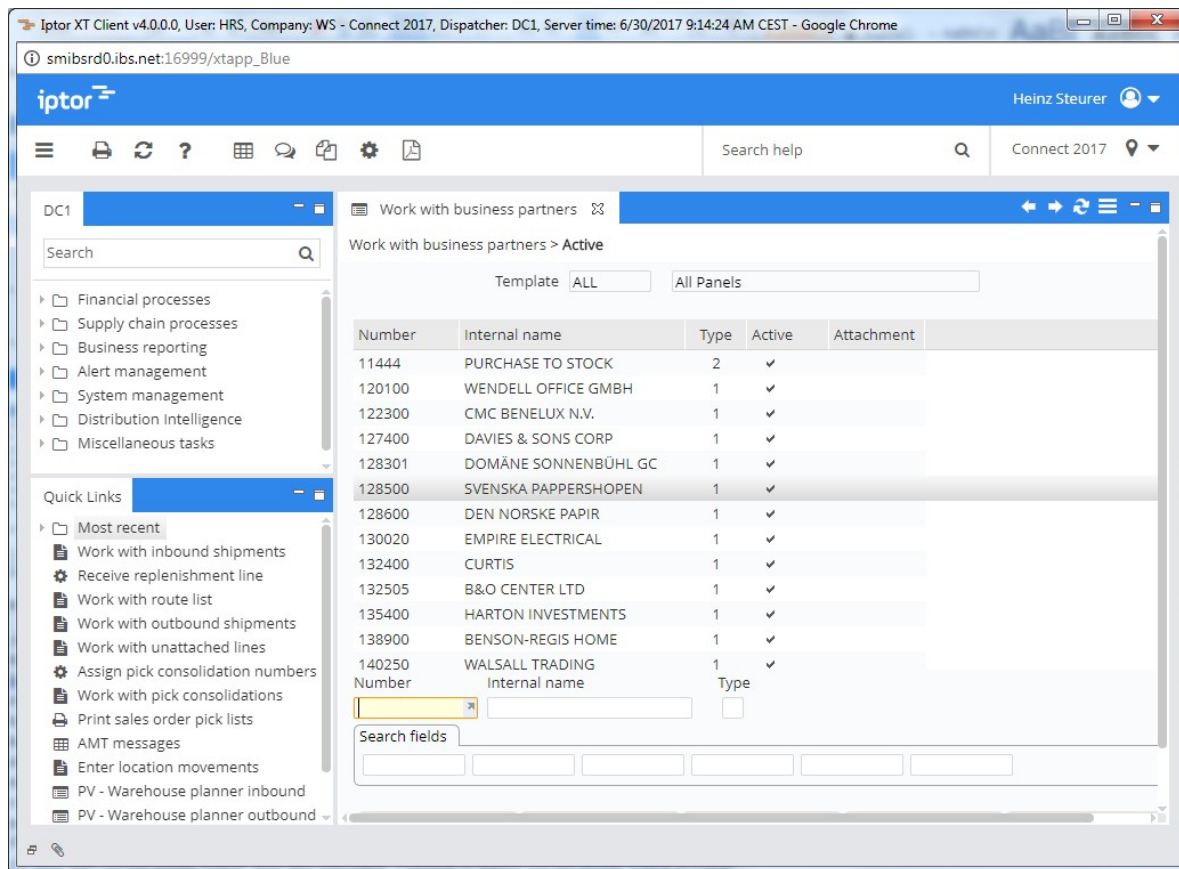 Iptor XT Client v4.0.0.0, User: HRS, Company: WS - Connect 2017, Dispatcher: DC1, Server time: 6/30/2017 9:14:24 AM CEST - Google Chrome
smibsrd0.ibs.net:16999/xtapp_Blue
iptor
Heinz Steurer
Search help
Connect 2017
DC1
Search
Financial processes
Supply chain processes
Business reporting
Alert management
System management
Distribution Intelligence
Miscellaneous tasks
Quick Links
Most recent
Work with inbound shipments
Receive replenishment line
Work with route list
Work with outbound shipments
Work with unattached lines
Assign pick consolidation numbers
Work with pick consolidations
Print sales order pick lists
AMT messages
Enter location movements
PV - Warehouse planner inbound
PV - Warehouse planner outbound
Work with business partners
Work with business partners > Active
Template ALL All Panels
Number Internal name Type Active Attachment
11444 PURCHASE TO STOCK 2 ✔
120100 WENDELL OFFICE GMBH 1 ✔
122300 CMC BENELUX N.V. 1 ✔
127400 DAVIES & SONS CORP 1 ✔
128301 DOMÄNE SONNENBÜHL GC 1 ✔
128500 SVENSKA PAPPERSHOPEN 1 ✔
128600 DEN NORSKE PAPIR 1 ✔
130020 EMPIRE ELECTRICAL 1 ✔
132400 CURTIS 1 ✔
132505 B&O CENTER LTD 1 ✔
135400 HARTON INVESTMENTS 1 ✔
138900 BENSON-REGIS HOME 1 ✔
140250 WALSALL TRADING 1 ✔
Number Internal name Type
Search fields